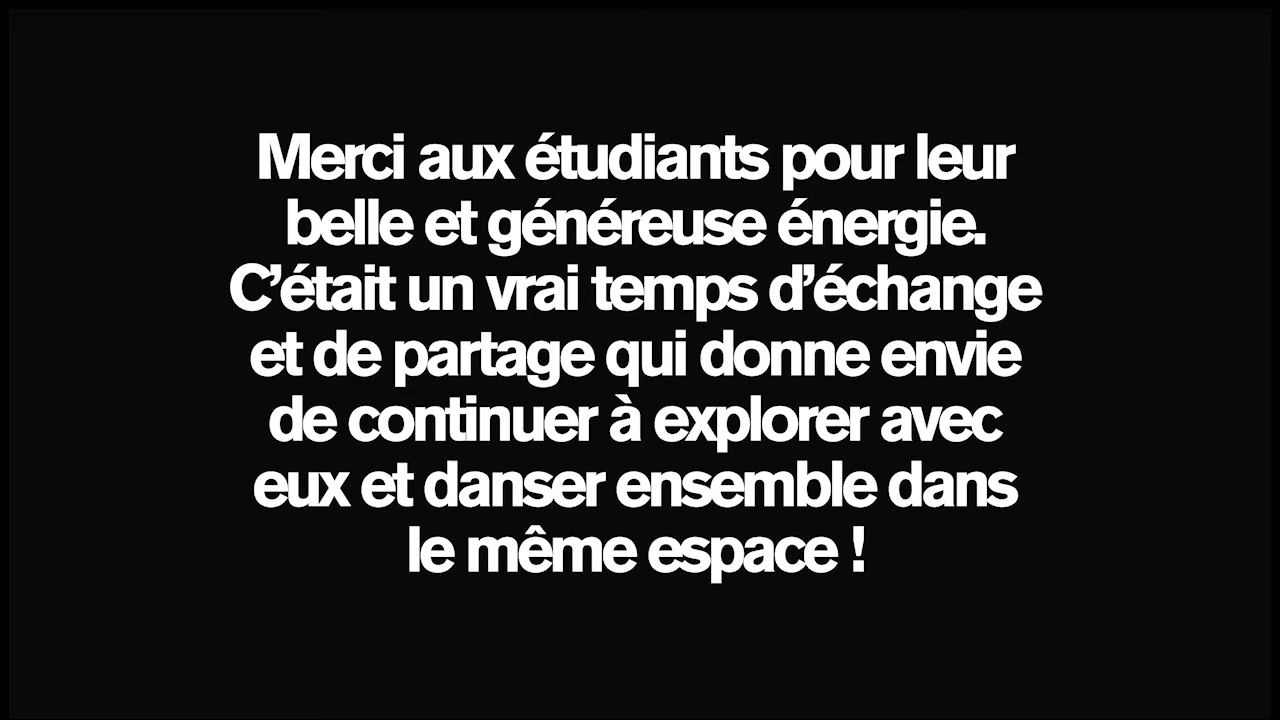 Merci aux étudiants pour leur
belle et généreuse énergie.
C’était un vrai temps d’échange
et de partage qui donne envie
de continuer à explorer avec
eux et danser ensemble dans
le même espace !